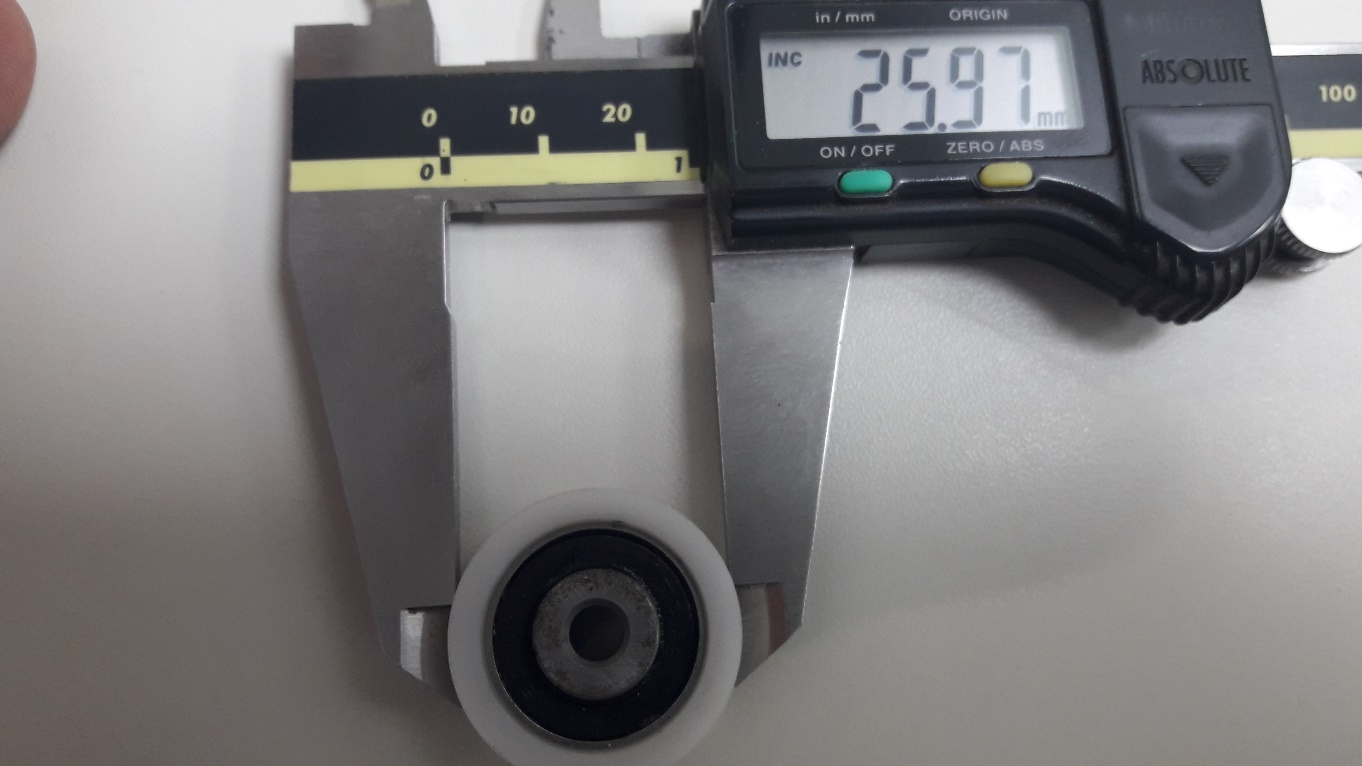 in / mm ORIGIN
INC 25.97 mm
ABSOLUTE
ON / OFF ZERO / ABS
0 10 20 100
0 1